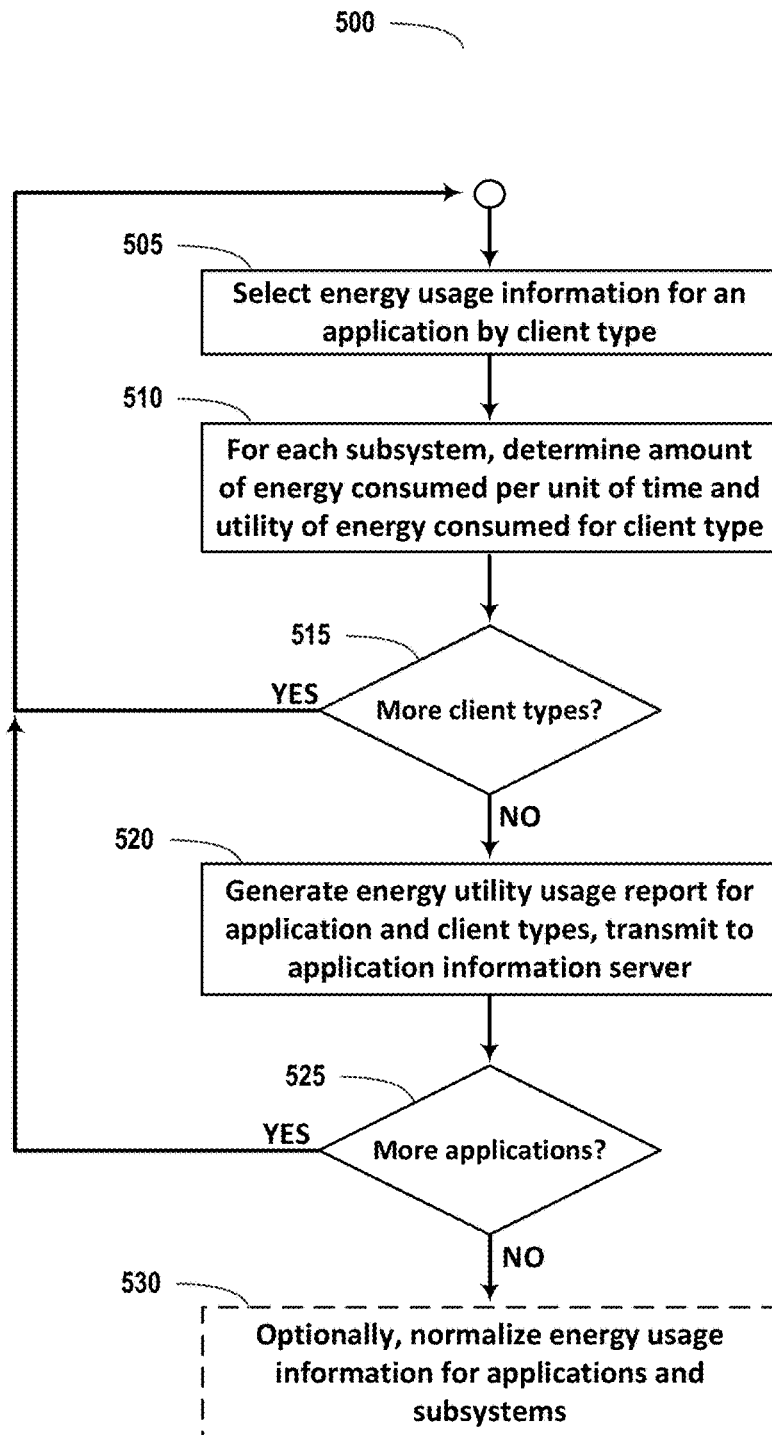 500
505
Select energy usage information for an
application by client type
510
For each subsystem, determine amount
of energy consumed per unit of time and
utility of energy consumed for client type
515
YES
More client types?
NO
520
Generate energy utility usage report for
application and client types, transmit to
application information server
525
YES
More applications?
NO
530
Optionally, normalize energy usage
information for applications and
subsystems